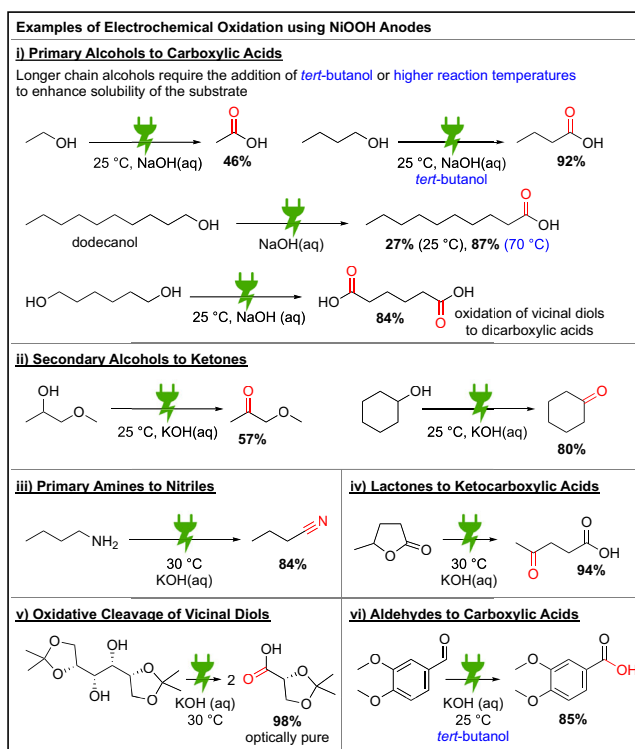 Examples of Electrochemical Oxidation using NiOOH Anodes
i) Primary Alcohols to Carboxylic Acids
Longer chain alcohols require the addition of tert-butanol or higher reaction temperatures
to enhance solubility of the substrate
OH
25 °C, NaOH(aq)
O
OH
46%
OH
25 °C, NaOH(aq)
tert-butanol
O
OH
92%
OH
dodecanol
NaOH(aq)
O
OH
27% (25 °C), 87% (70 °C)
HO
OH
25 °C, NaOH (aq)
O
HO
OH
O
84%
oxidation of vicinal diols
to dicarboxylic acids
ii) Secondary Alcohols to Ketones
OH
O
25 °C, KOH(aq)
O
O
57%
OH
25 °C, KOH(aq)
O
80%
iii) Primary Amines to Nitriles
NH2
30 °C
KOH(aq)
N
84%
iv) Lactones to Ketocarboxylic Acids
O
O
30 °C
KOH(aq)
O
OH
O
94%
v) Oxidative Cleavage of Vicinal Diols
O
O
OH
OH
O
O
KOH (aq)
30 °C
2
OH
O
O
O
98%
optically pure
vi) Aldehydes to Carboxylic Acids
O
O
O
KOH (aq)
25 °C
tert-butanol
O
OH
O
O
85%